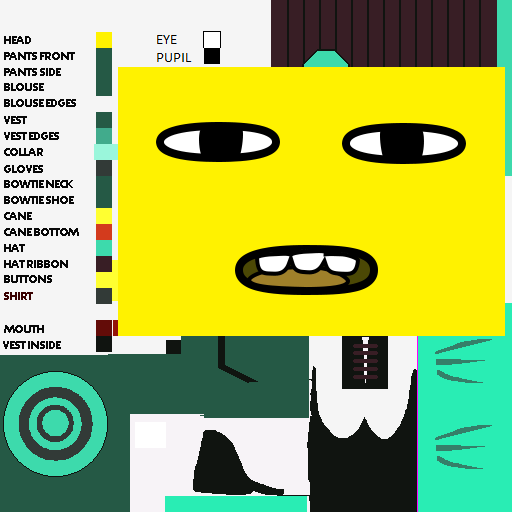 HEAD
EYE
PANTS FRONT
PUPIL
PANTS SIDE
BLOUSE
BLOUSE EDGES
VEST
VEST EDGES
COLLAR
GLOVES
BOWTIE NECK
BOWTIE SHOE
CANE
CANE BOTTOM
HAT
HAT RIBBON
BUTTONS
SHIRT
MOUTH
VEST INSIDE